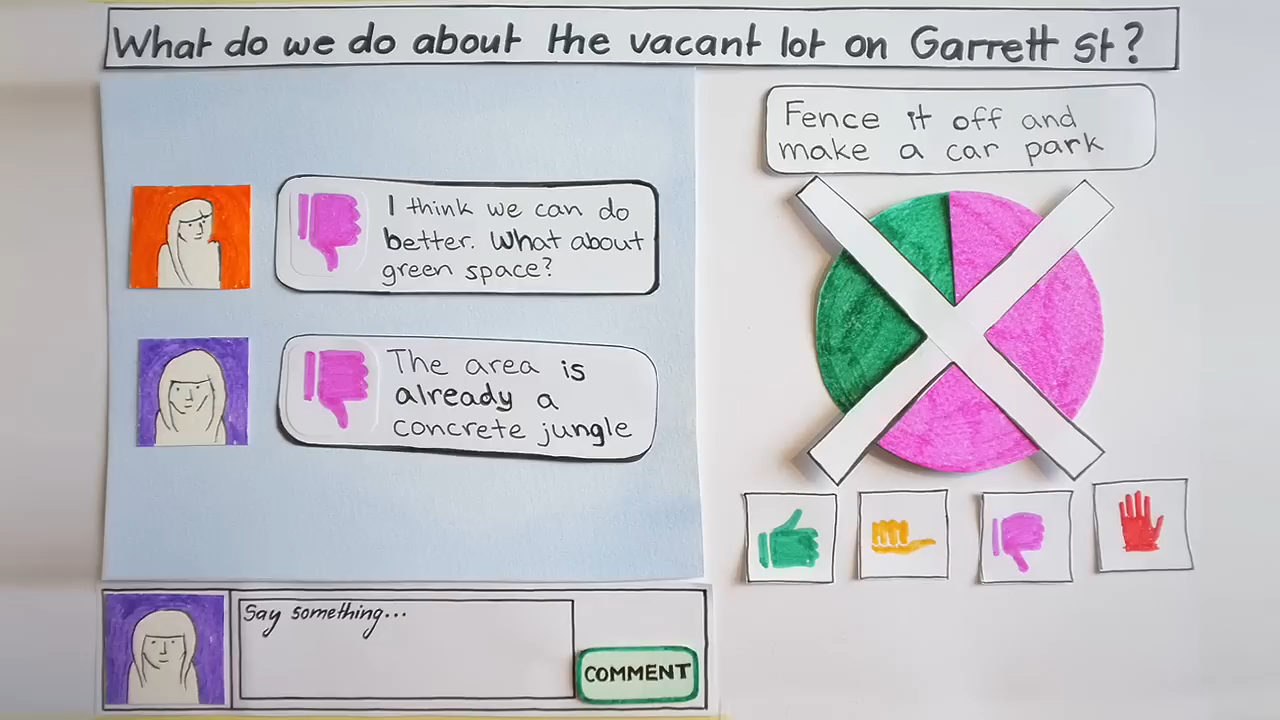 What do we do about the vacant lot on Garrett St?
Fence it off and
make a car park
I think we can do
better. What about
green space?
The area is
already a
concrete jungle
Say something...
COMMENT